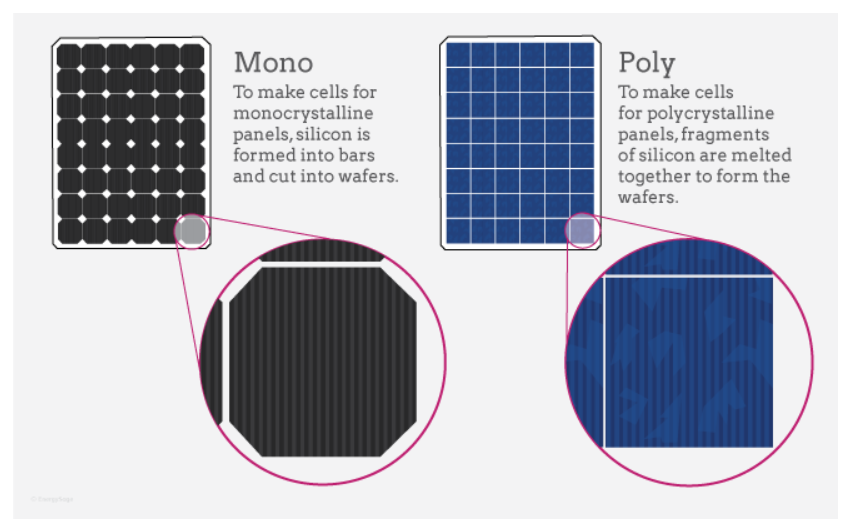 Mono
To make cells for
monocrystalline
panels, silicon is
formed into bars
and cut into wafers.
Poly
To make cells
for polycrystalline
panels, fragments
of silicon are melted
together to form the
wafers.